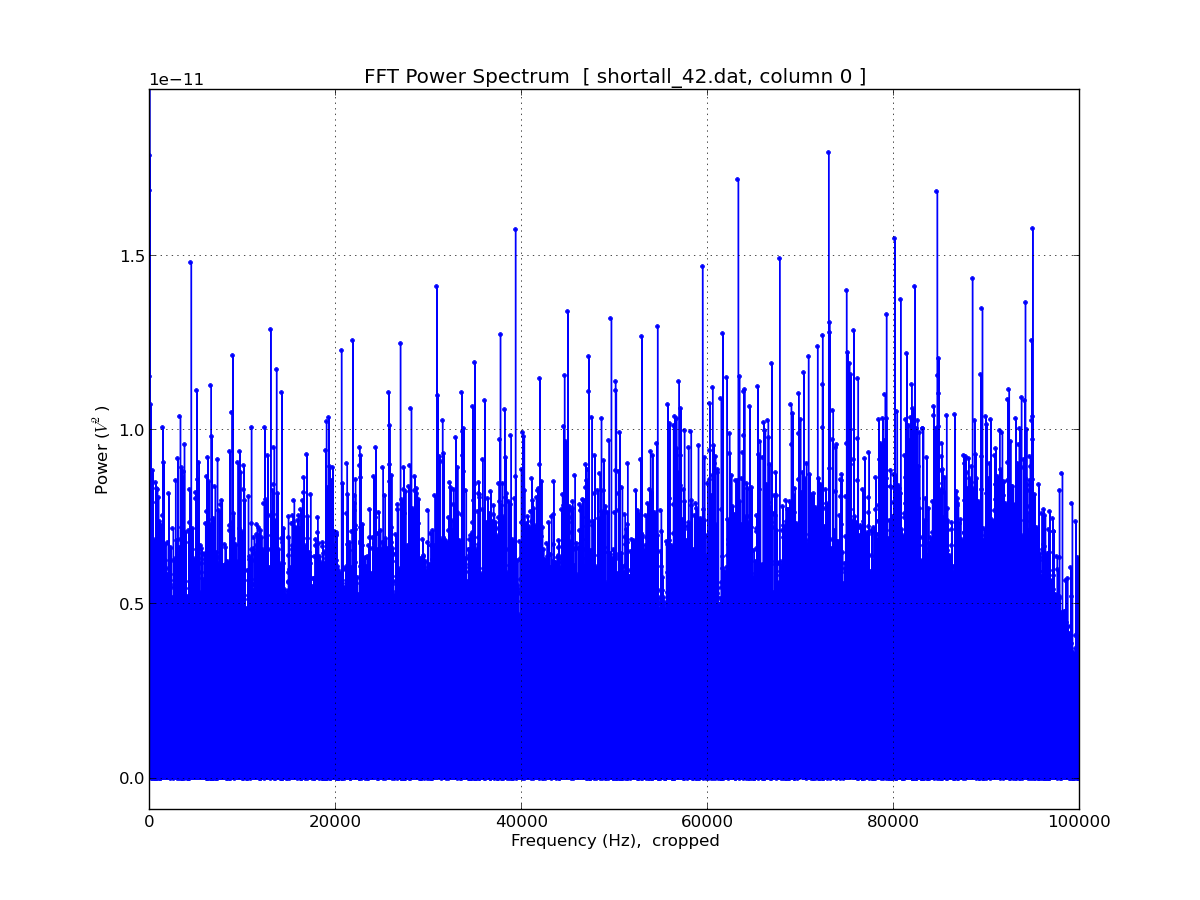 FFT Power Spectrum  [ shortall_42.dat, column 0 ]
1e−11
1.5
1.0
0.5
0.0
Power (V² )
0 20000 40000 60000 80000 100000
Frequency (Hz),  cropped